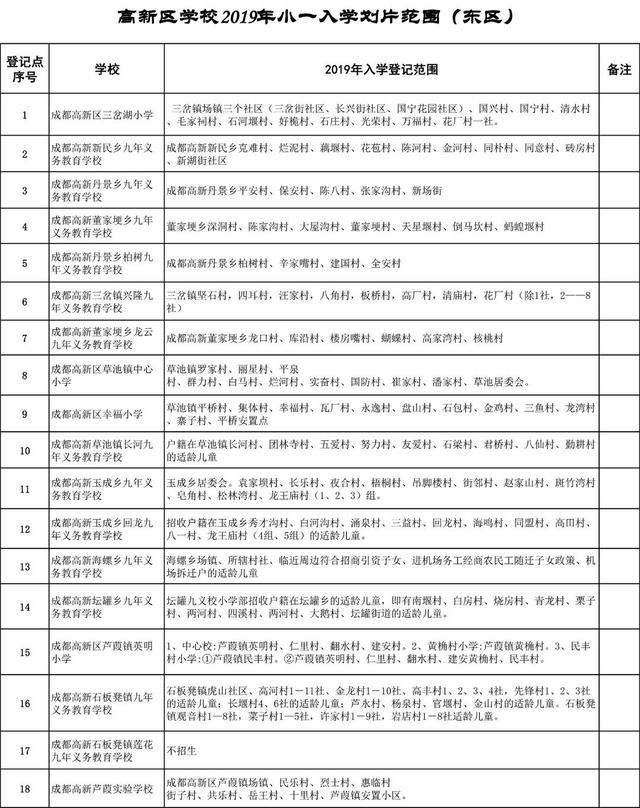 高新区学校2019年小一入学划片范围（东区）
登记点序号 学校 2019年入学登记范围 备注
1 成都高新区三岔湖小学 三岔镇场镇三个社区（三岔街社区、长兴街社区、国宁花园社区）、国兴村、国宁村、清水村、毛家祠村、石河堰村、好桅村、石庄村、光荣村、万福村、花厂村一社。
2 成都高新新民乡九年义务教育学校 成都高新新民乡克难村、烂泥村、藕堰村、花苞村、陈河村、金河村、同朴村、同意村、砖房村、新湖街社区
3 成都高新丹景乡九年义务教育学校 成都高新丹景乡平安村、保安村、陈八村、张家沟村、新场街
4 成都高新董家埂乡九年义务教育学校 董家埂乡深洞村、陈家沟村、大屋沟村、董家埂村、天星堰村、倒马坎村、蚂蝗堰村
5 成都高新丹景乡柏树九年义务教育学校 成都高新丹景乡柏树村、辛家嘴村、建国村、全安村
6 成都高新三岔镇兴隆九年义务教育学校 三岔镇坚石村，四耳村，汪家村，八角村，板桥村，高厂村，清庙村，花厂村（除1社，2——8社）
7 成都高新董家埂乡龙云九年义务教育学校 成都高新董家埂乡龙口村、库沿村、楼房嘴村、蝴蝶村、高家湾村、核桃村
8 成都高新区草池镇中心小学 草池镇罗家村、丽星村、平泉
村、群力村、白马村、烂河村、实奋村、国防村、崔家村、潘家村、草池居委会。
9 成都高新区幸福小学 草池镇平桥村、集体村、幸福村、瓦厂村、永逸村、盘山村、石包村、金鸡村、三鱼村、龙湾村、寨子村、平桥安置点
10 成都高新草池镇长河九年义务教育学校 户籍在草池镇长河村、团林寺村、五爱村、努力村、友爱村、石梁村、君桥村、八仙村、勤耕村的适龄儿童
11 成都高新玉成乡九年义务教育学校 玉成乡居委会。袁家坝村、长乐村、夜合村、梧桐村、吊脚楼村、街邻村、赵家山村、斑竹湾村、皂角村、松林湾村、龙王庙村（1、2、3）组。
12 成都高新玉成乡回龙九年义务教育学校 招收户籍在玉成乡秀才沟村、白河沟村、涌泉村、三益村、回龙村、海鸣村、同盟村、高田村、八一村、龙王庙村（4组、5组）的适龄儿童。
13 成都高新海螺乡九年义务教育学校 海螺乡场镇、所辖村社、临近周边符合招商引资子女、进机场务工经商农民工随迁子女政策、机场拆迁户的适龄儿童
14 成都高新坛罐乡九年义务教育学校 坛罐九义校小学部招收户籍在坛罐乡的适龄儿童，即有南堰村、白房村、烧房村、青龙村、栗子村、两河村、四溪村、两河村、大鹅村、坛罐街道的适龄儿童
15 成都高新区芦葭镇英明小学 1、中心校:芦葭镇英明村、仁里村、翻水村、建安村。2、黄桷村小学:芦葭镇黄桷村。3、民丰村小学:①芦葭镇民丰村。②芦葭镇英明村、仁里村、翻水村、建安黄桷村、民丰村。
16 成都高新石板凳镇九年义务教育学校 石板凳镇虎山社区、高河村1－11社、金龙村1－10社、高丰村1、2、3、4社，先锋村1、2、3社的适龄儿童；长堰村4、6社的适龄儿童；芦永村、杨泉村、官堰村、金山村的适龄儿童。石板凳镇观音村1—8社，菜子村1—5社，许家村1－9社，岩店村1－8社适龄儿童。
17 成都高新石板凳镇莲花九年义务教育学校 不招生
18 成都高新芦葭实验学校 成都高新区芦葭镇场镇、民乐村、烈士村、惠临村
街子村、共乐村、岳王村、十里村、芦葭镇安置小区。